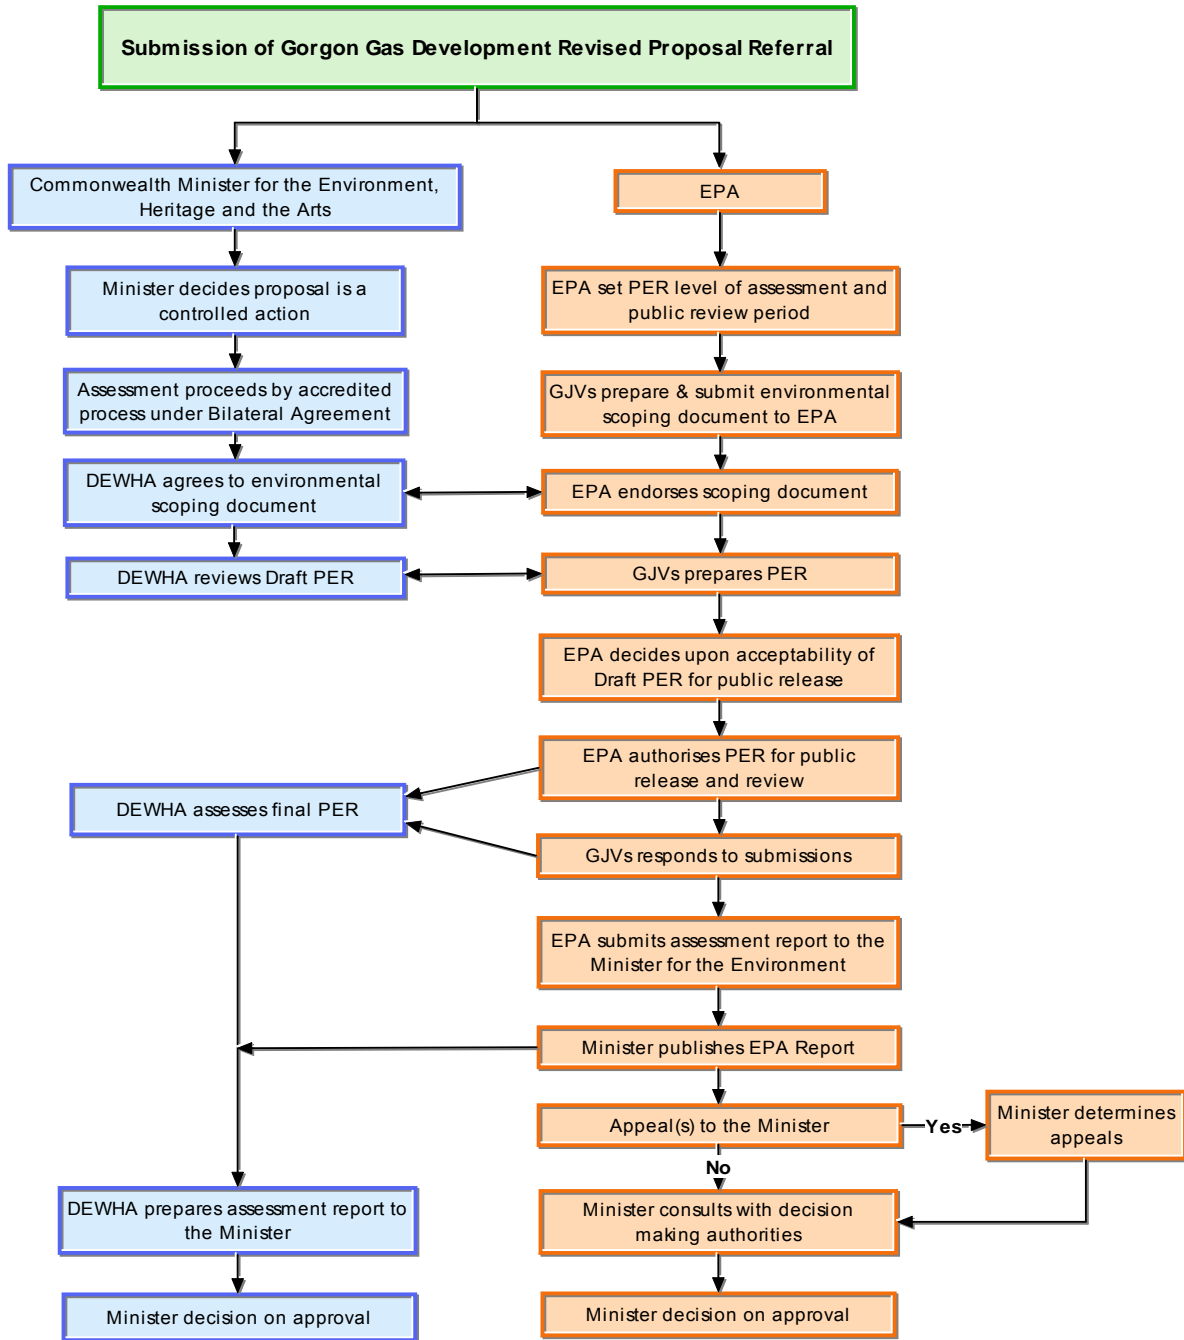 Submission of Gorgon Gas Development Revised Proposal Referral
Commonwealth Minister for the Environment,
Heritage and the Arts
EPA
Minister decides proposal is a
controlled action
EPA set PER level of assessment and
public review period
Assessment proceeds by accredited
process under Bilateral Agreement
GJVs prepare & submit environmental
scoping document to EPA
DEWHA agrees to environmental
scoping document
EPA endorses scoping document
DEWHA reviews Draft PER
GJVs prepares PER
EPA decides upon acceptability of
Draft PER for public release
EPA authorises PER for public
release and review
DEWHA assesses final PER
GJVs responds to submissions
EPA submits assessment report to the
Minister for the Environment
Minister publishes EPA Report
Appeal(s) to the Minister
Yes
Minister determines
appeals
No
DEWHA prepares assessment report to
the Minister
Minister consults with decision
making authorities
Minister decision on approval
Minister decision on approval